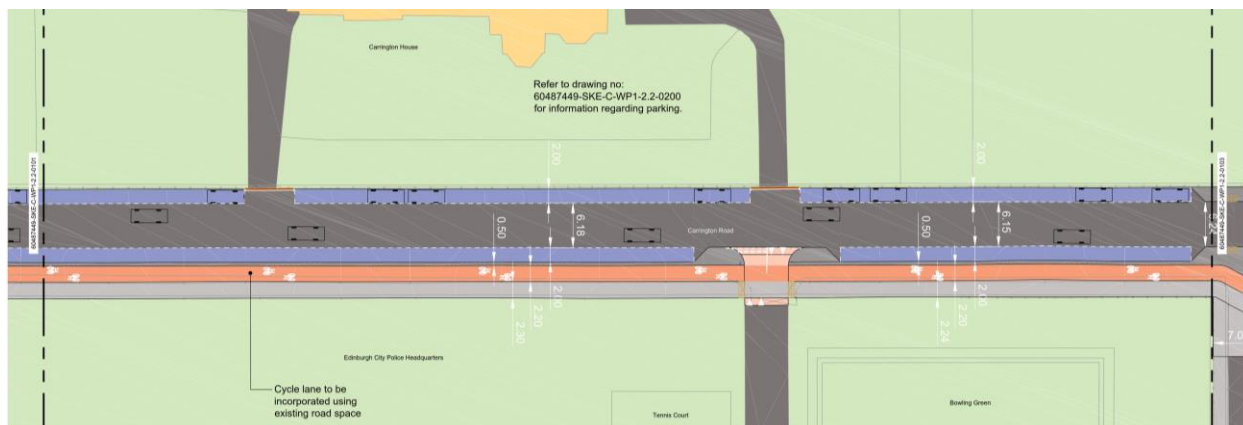 Carrington House
Refer to drawing no:
60487449-SKE-C-WP1-2.2-0200
for information regarding parking.
60487449-SKE-C-WP1-2.2-0101
60487449-SKE-C-WP1-2.2-0103
2.00
2.00
0.50
6.18
Carrington Road
0.50
6.15
2.00
2.20
2.30
2.00
2.20
2.24
7.0
Edinburgh City Police Headquarters
Cycle lane to be
incorporated using
existing road space
Tennis Court
Bowling Green